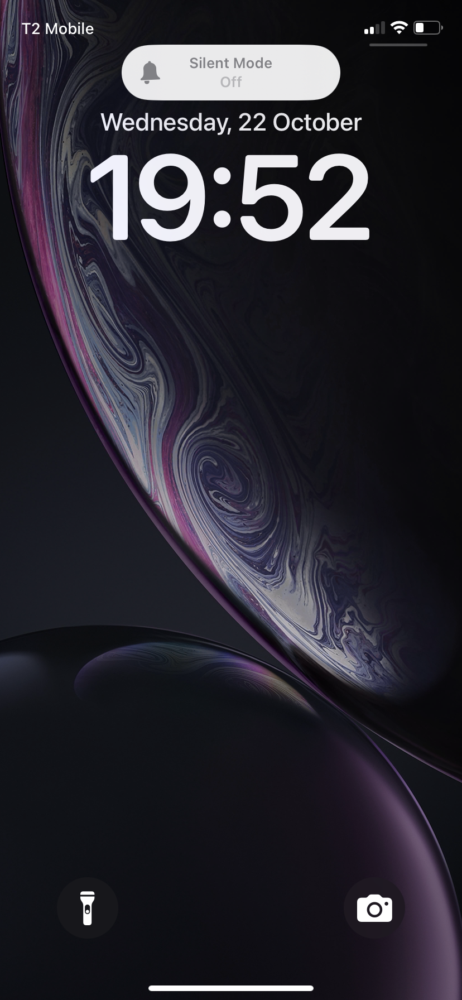 T2 Mobile
Silent Mode
Off
Wednesday, 22 October
19:52